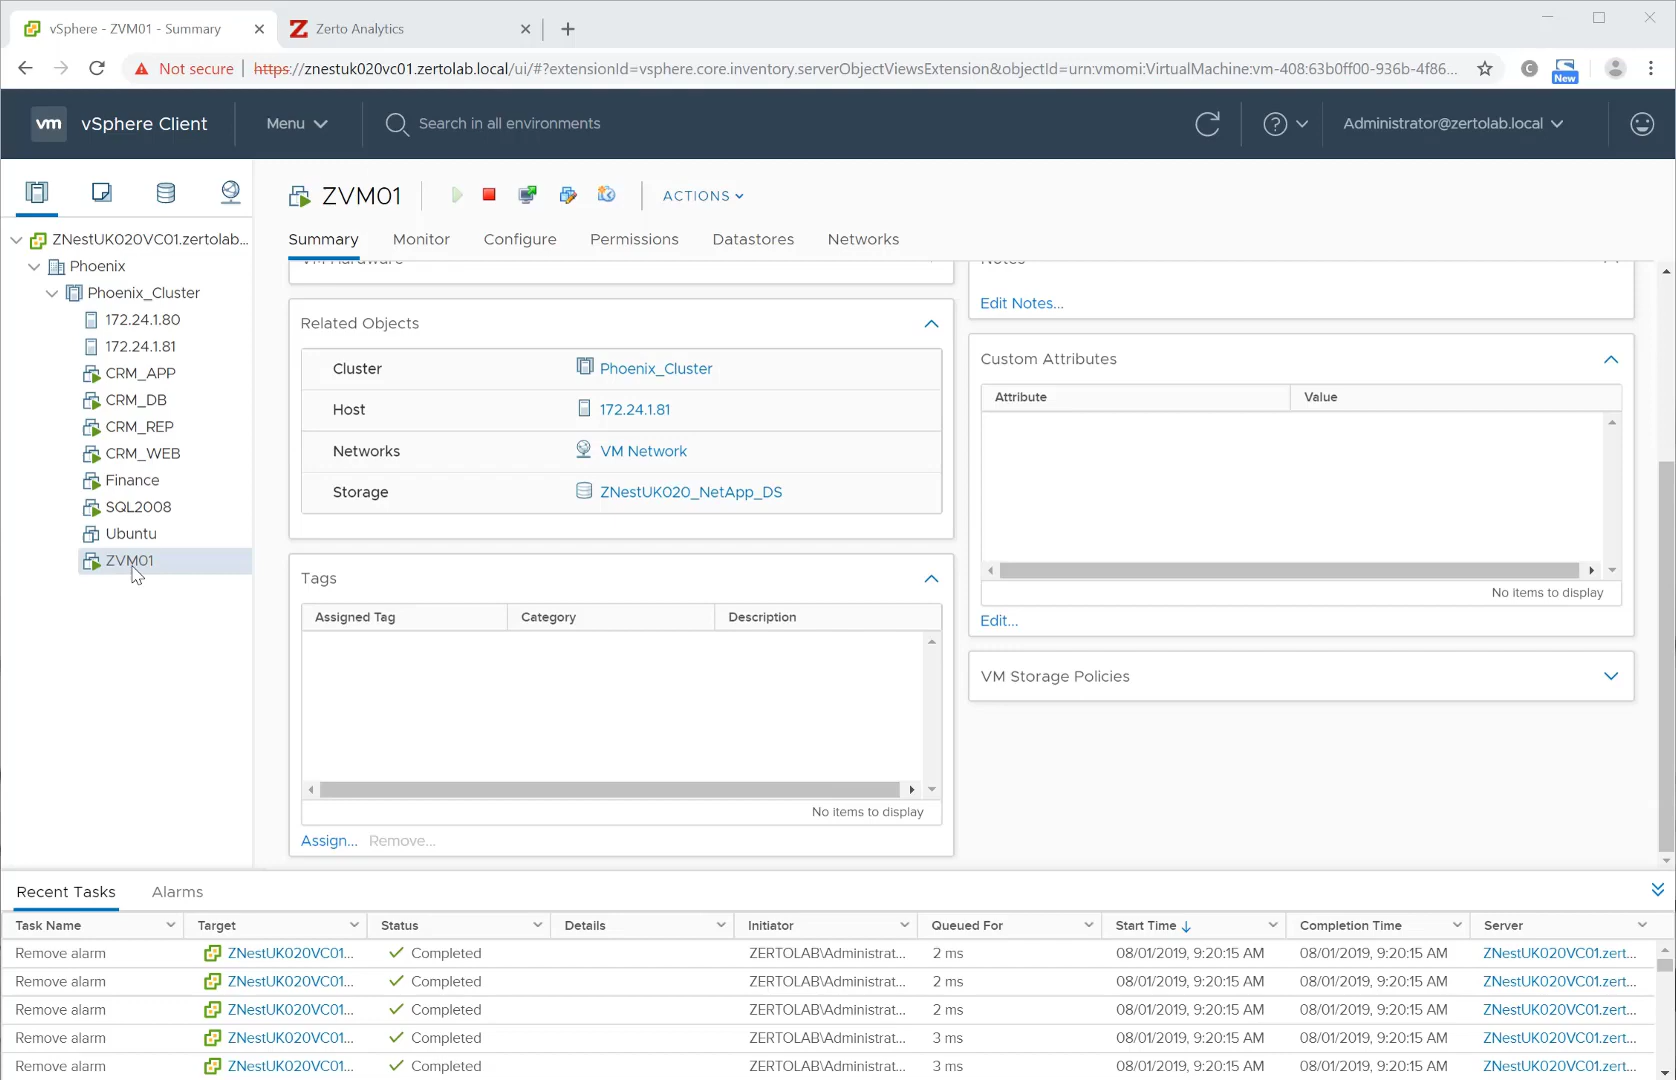 vSphere - ZVM01 - Summary
Zerto Analytics
Not secure
https://znestuk020vc01.zertolab.local/ui/#?extensionId=vsphere.core.inventory.serverObjectViewsExtension&objectId=urn:vmomi:VirtualMachine:vm-408:63b0ff00-936b-4f86...
C
New
vm
vSphere Client
Menu
Search in all environments
Administrator@zertolab.local
ZNestUK020VC01.zertolab...
Phoenix
Phoenix_Cluster
172.24.1.80
172.24.1.81
CRM_APP
CRM_DB
CRM_REP
CRM_WEB
Finance
SQL2008
Ubuntu
ZVM01
ZVM01
ACTIONS
Summary Monitor Configure Permissions Datastores Networks
VM Hardware
Related Objects
Cluster Phoenix_Cluster
Host 172.24.1.81
Networks VM Network
Storage ZNestUK020_NetApp_DS
Tags
Assigned Tag Category Description
No items to display
Assign... Remove...
Notes
Edit Notes...
Custom Attributes
Attribute Value
No items to display
Edit...
VM Storage Policies
Recent Tasks Alarms
Task Name Target Status Details Initiator Queued For Start Time Completion Time Server
Remove alarm ZNestUK020VC01... Completed ZERTOLAB\Administrat... 2 ms 08/01/2019, 9:20:15 AM 08/01/2019, 9:20:15 AM ZNestUK020VC01.zert...
Remove alarm ZNestUK020VC01... Completed ZERTOLAB\Administrat... 2 ms 08/01/2019, 9:20:15 AM 08/01/2019, 9:20:15 AM ZNestUK020VC01.zert...
Remove alarm ZNestUK020VC01... Completed ZERTOLAB\Administrat... 2 ms 08/01/2019, 9:20:15 AM 08/01/2019, 9:20:15 AM ZNestUK020VC01.zert...
Remove alarm ZNestUK020VC01... Completed ZERTOLAB\Administrat... 3 ms 08/01/2019, 9:20:15 AM 08/01/2019, 9:20:15 AM ZNestUK020VC01.zert...
Remove alarm ZNestUK020VC01... Completed ZERTOLAB\Administrat... 3 ms 08/01/2019, 9:20:15 AM 08/01/2019, 9:20:15 AM ZNestUK020VC01.zert...